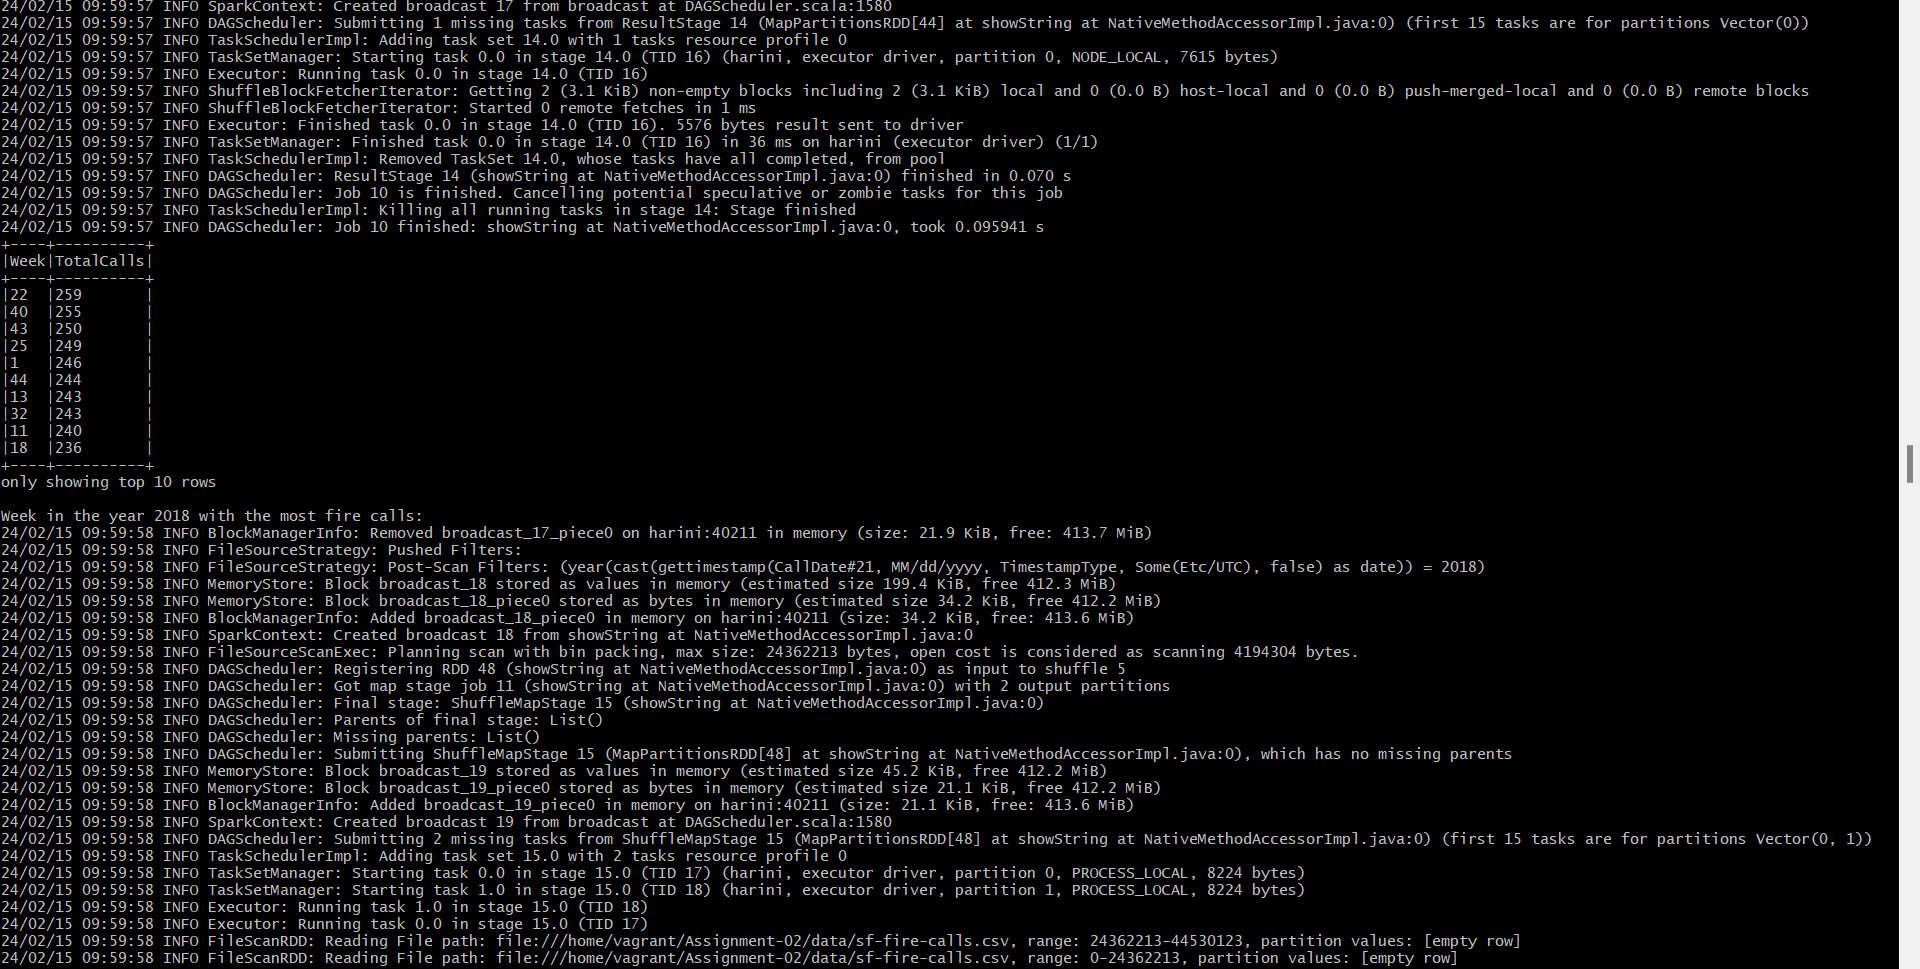 24/02/15 09:59:57 INFO SparkContext: Created broadcast 17 from broadcast at DAGScheduler.scala:1580
24/02/15 09:59:57 INFO DAGScheduler: Submitting 1 missing tasks from ResultStage 14 (MapPartitionsRDD[44] at showString at NativeMethodAccessorImpl.java:0) (first 15 tasks are for partitions Vector(0))
24/02/15 09:59:57 INFO TaskSchedulerImpl: Adding task set 14.0 with 1 tasks resource profile 0
24/02/15 09:59:57 INFO TaskSetManager: Starting task 0.0 in stage 14.0 (TID 16) (harini, executor driver, partition 0, NODE_LOCAL, 7615 bytes)
24/02/15 09:59:57 INFO Executor: Running task 0.0 in stage 14.0 (TID 16)
24/02/15 09:59:57 INFO ShuffleBlockFetcherIterator: Getting 2 (3.1 KiB) non-empty blocks including 2 (3.1 KiB) local and 0 (0.0 B) host-local and 0 (0.0 B) push-merged-local and 0 (0.0 B) remote blocks
24/02/15 09:59:57 INFO ShuffleBlockFetcherIterator: Started 0 remote fetches in 1 ms
24/02/15 09:59:57 INFO Executor: Finished task 0.0 in stage 14.0 (TID 16). 5576 bytes result sent to driver
24/02/15 09:59:57 INFO TaskSetManager: Finished task 0.0 in stage 14.0 (TID 16) in 36 ms on harini (executor driver) (1/1)
24/02/15 09:59:57 INFO TaskSchedulerImpl: Removed TaskSet 14.0, whose tasks have all completed, from pool
24/02/15 09:59:57 INFO DAGScheduler: ResultStage 14 (showString at NativeMethodAccessorImpl.java:0) finished in 0.070 s
24/02/15 09:59:57 INFO DAGScheduler: Job 10 is finished. Cancelling potential speculative or zombie tasks for this job
24/02/15 09:59:57 INFO TaskSchedulerImpl: Killing all running tasks in stage 14: Stage finished
24/02/15 09:59:57 INFO DAGScheduler: Job 10 finished: showString at NativeMethodAccessorImpl.java:0, took 0.095941 s
+----+----------+
|Week|TotalCalls|
+----+----------+
|22  |259       |
|40  |255       |
|43  |250       |
|25  |249       |
|1   |246       |
|44  |244       |
|13  |243       |
|32  |243       |
|11  |240       |
|18  |236       |
+----+----------+
only showing top 10 rows
Week in the year 2018 with the most fire calls:
24/02/15 09:59:58 INFO BlockManagerInfo: Removed broadcast_17_piece0 on harini:40211 in memory (size: 21.9 KiB, free: 413.7 MiB)
24/02/15 09:59:58 INFO FileSourceStrategy: Pushed Filters:
24/02/15 09:59:58 INFO FileSourceStrategy: Post-Scan Filters: (year(cast(gettimestamp(CallDate#21, MM/dd/yyyy, TimestampType, Some(Etc/UTC), false) as date)) = 2018)
24/02/15 09:59:58 INFO MemoryStore: Block broadcast_18 stored as values in memory (estimated size 199.4 KiB, free 412.3 MiB)
24/02/15 09:59:58 INFO MemoryStore: Block broadcast_18_piece0 stored as bytes in memory (estimated size 34.2 KiB, free 412.2 MiB)
24/02/15 09:59:58 INFO BlockManagerInfo: Added broadcast_18_piece0 in memory on harini:40211 (size: 34.2 KiB, free: 413.6 MiB)
24/02/15 09:59:58 INFO SparkContext: Created broadcast 18 from showString at NativeMethodAccessorImpl.java:0
24/02/15 09:59:58 INFO FileSourceScanExec: Planning scan with bin packing, max size: 24362213 bytes, open cost is considered as scanning 4194304 bytes.
24/02/15 09:59:58 INFO DAGScheduler: Registering RDD 48 (showString at NativeMethodAccessorImpl.java:0) as input to shuffle 5
24/02/15 09:59:58 INFO DAGScheduler: Got map stage job 11 (showString at NativeMethodAccessorImpl.java:0) with 2 output partitions
24/02/15 09:59:58 INFO DAGScheduler: Final stage: ShuffleMapStage 15 (showString at NativeMethodAccessorImpl.java:0)
24/02/15 09:59:58 INFO DAGScheduler: Parents of final stage: List()
24/02/15 09:59:58 INFO DAGScheduler: Missing parents: List()
24/02/15 09:59:58 INFO DAGScheduler: Submitting ShuffleMapStage 15 (MapPartitionsRDD[48] at showString at NativeMethodAccessorImpl.java:0), which has no missing parents
24/02/15 09:59:58 INFO MemoryStore: Block broadcast_19 stored as values in memory (estimated size 45.2 KiB, free 412.2 MiB)
24/02/15 09:59:58 INFO MemoryStore: Block broadcast_19_piece0 stored as bytes in memory (estimated size 21.1 KiB, free 412.2 MiB)
24/02/15 09:59:58 INFO BlockManagerInfo: Added broadcast_19_piece0 in memory on harini:40211 (size: 21.1 KiB, free: 413.6 MiB)
24/02/15 09:59:58 INFO SparkContext: Created broadcast 19 from broadcast at DAGScheduler.scala:1580
24/02/15 09:59:58 INFO DAGScheduler: Submitting 2 missing tasks from ShuffleMapStage 15 (MapPartitionsRDD[48] at showString at NativeMethodAccessorImpl.java:0) (first 15 tasks are for partitions Vector(0, 1))
24/02/15 09:59:58 INFO TaskSchedulerImpl: Adding task set 15.0 with 2 tasks resource profile 0
24/02/15 09:59:58 INFO TaskSetManager: Starting task 0.0 in stage 15.0 (TID 17) (harini, executor driver, partition 0, PROCESS_LOCAL, 8224 bytes)
24/02/15 09:59:58 INFO TaskSetManager: Starting task 1.0 in stage 15.0 (TID 18) (harini, executor driver, partition 1, PROCESS_LOCAL, 8224 bytes)
24/02/15 09:59:58 INFO Executor: Running task 1.0 in stage 15.0 (TID 18)
24/02/15 09:59:58 INFO Executor: Running task 0.0 in stage 15.0 (TID 17)
24/02/15 09:59:58 INFO FileScanRDD: Reading File path: file:///home/vagrant/Assignment-02/data/sf-fire-calls.csv, range: 24362213-44530123, partition values: [empty row]
24/02/15 09:59:58 INFO FileScanRDD: Reading File path: file:///home/vagrant/Assignment-02/data/sf-fire-calls.csv, range: 0-24362213, partition values: [empty row]